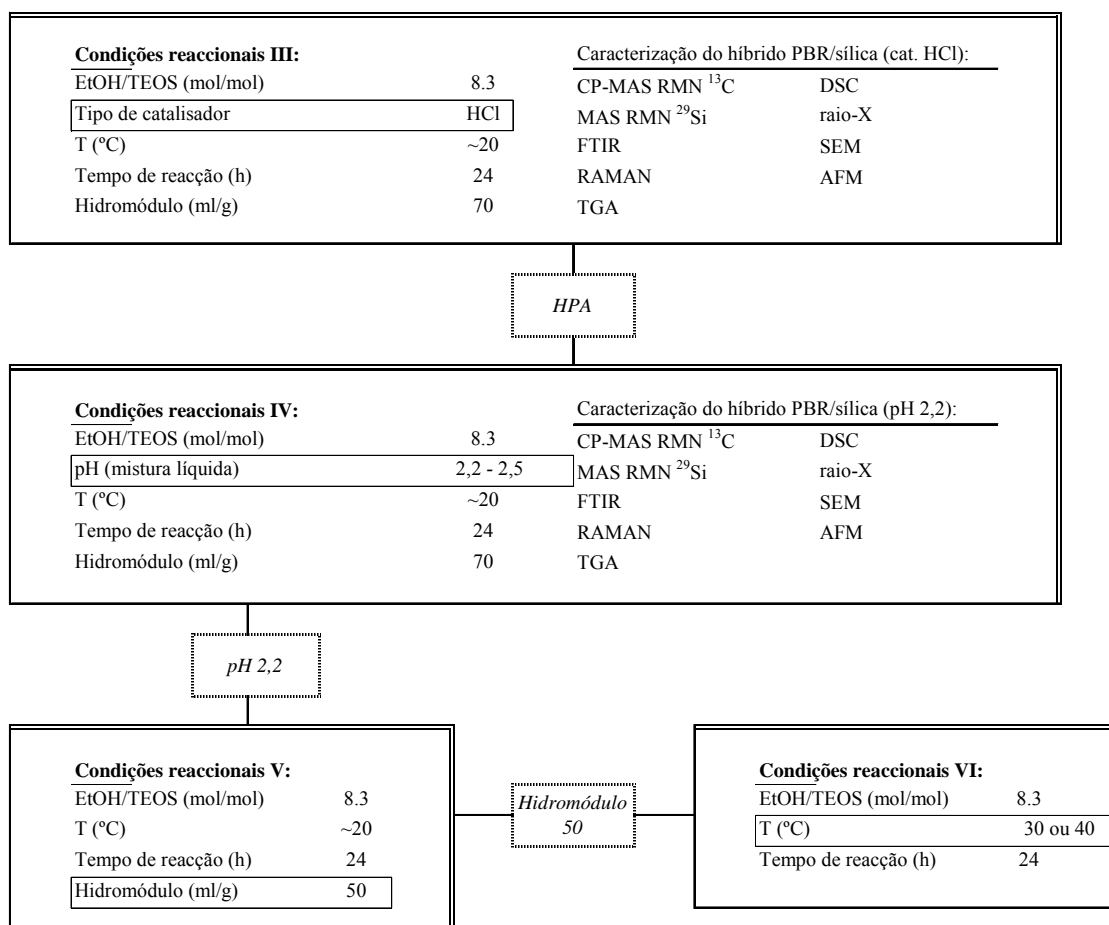 Condições reaccionais III:
EtOH/TEOS (mol/mol) 8.3
Tipo de catalisador HCl
T (ºC) ~20
Tempo de reacção (h) 24
Hidromódulo (ml/g) 70
Caracterização do híbrido PBR/sílica (cat. HCl):
CP-MAS RMN ¹³C DSC
MAS RMN ²⁹Si raio-X
FTIR SEM
RAMAN AFM
TGA
HPA
Condições reaccionais IV:
EtOH/TEOS (mol/mol) 8.3
pH (mistura líquida) 2,2 - 2,5
T (ºC) ~20
Tempo de reacção (h) 24
Hidromódulo (ml/g) 70
Caracterização do híbrido PBR/sílica (pH 2,2):
CP-MAS RMN ¹³C DSC
MAS RMN ²⁹Si raio-X
FTIR SEM
RAMAN AFM
TGA
pH 2,2
Condições reaccionais V:
EtOH/TEOS (mol/mol) 8.3
T (ºC) ~20
Tempo de reacção (h) 24
Hidromódulo (ml/g) 50
Hidromódulo
50
Condições reaccionais VI:
EtOH/TEOS (mol/mol) 8.3
T (ºC) 30 ou 40
Tempo de reacção (h) 24